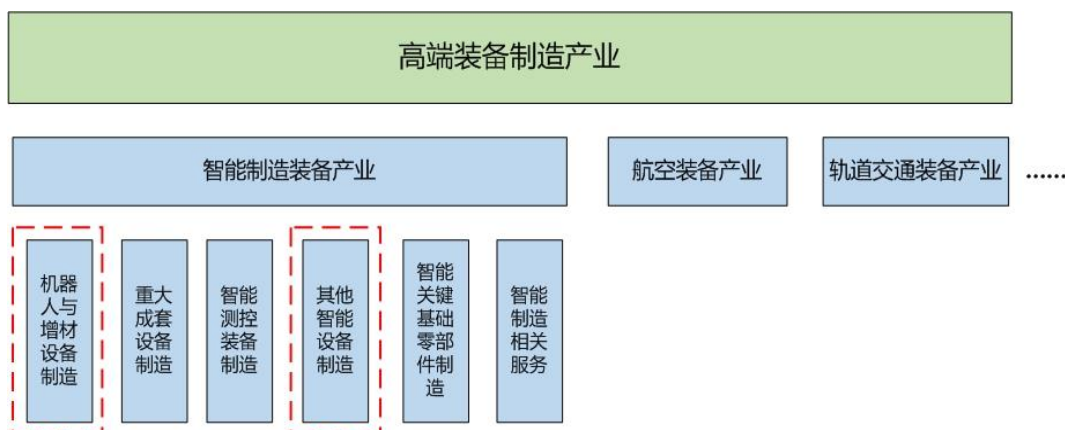 高端装备制造产业
智能制造装备产业
航空装备产业
轨道交通装备产业
......
机器
人与
增材
设备
制造
重大
成套
设备
制造
智能
测控
装备
制造
其他
智能
设备
制造
智能
关键
基础
零部
件制
造
智能
制造
相关
服务